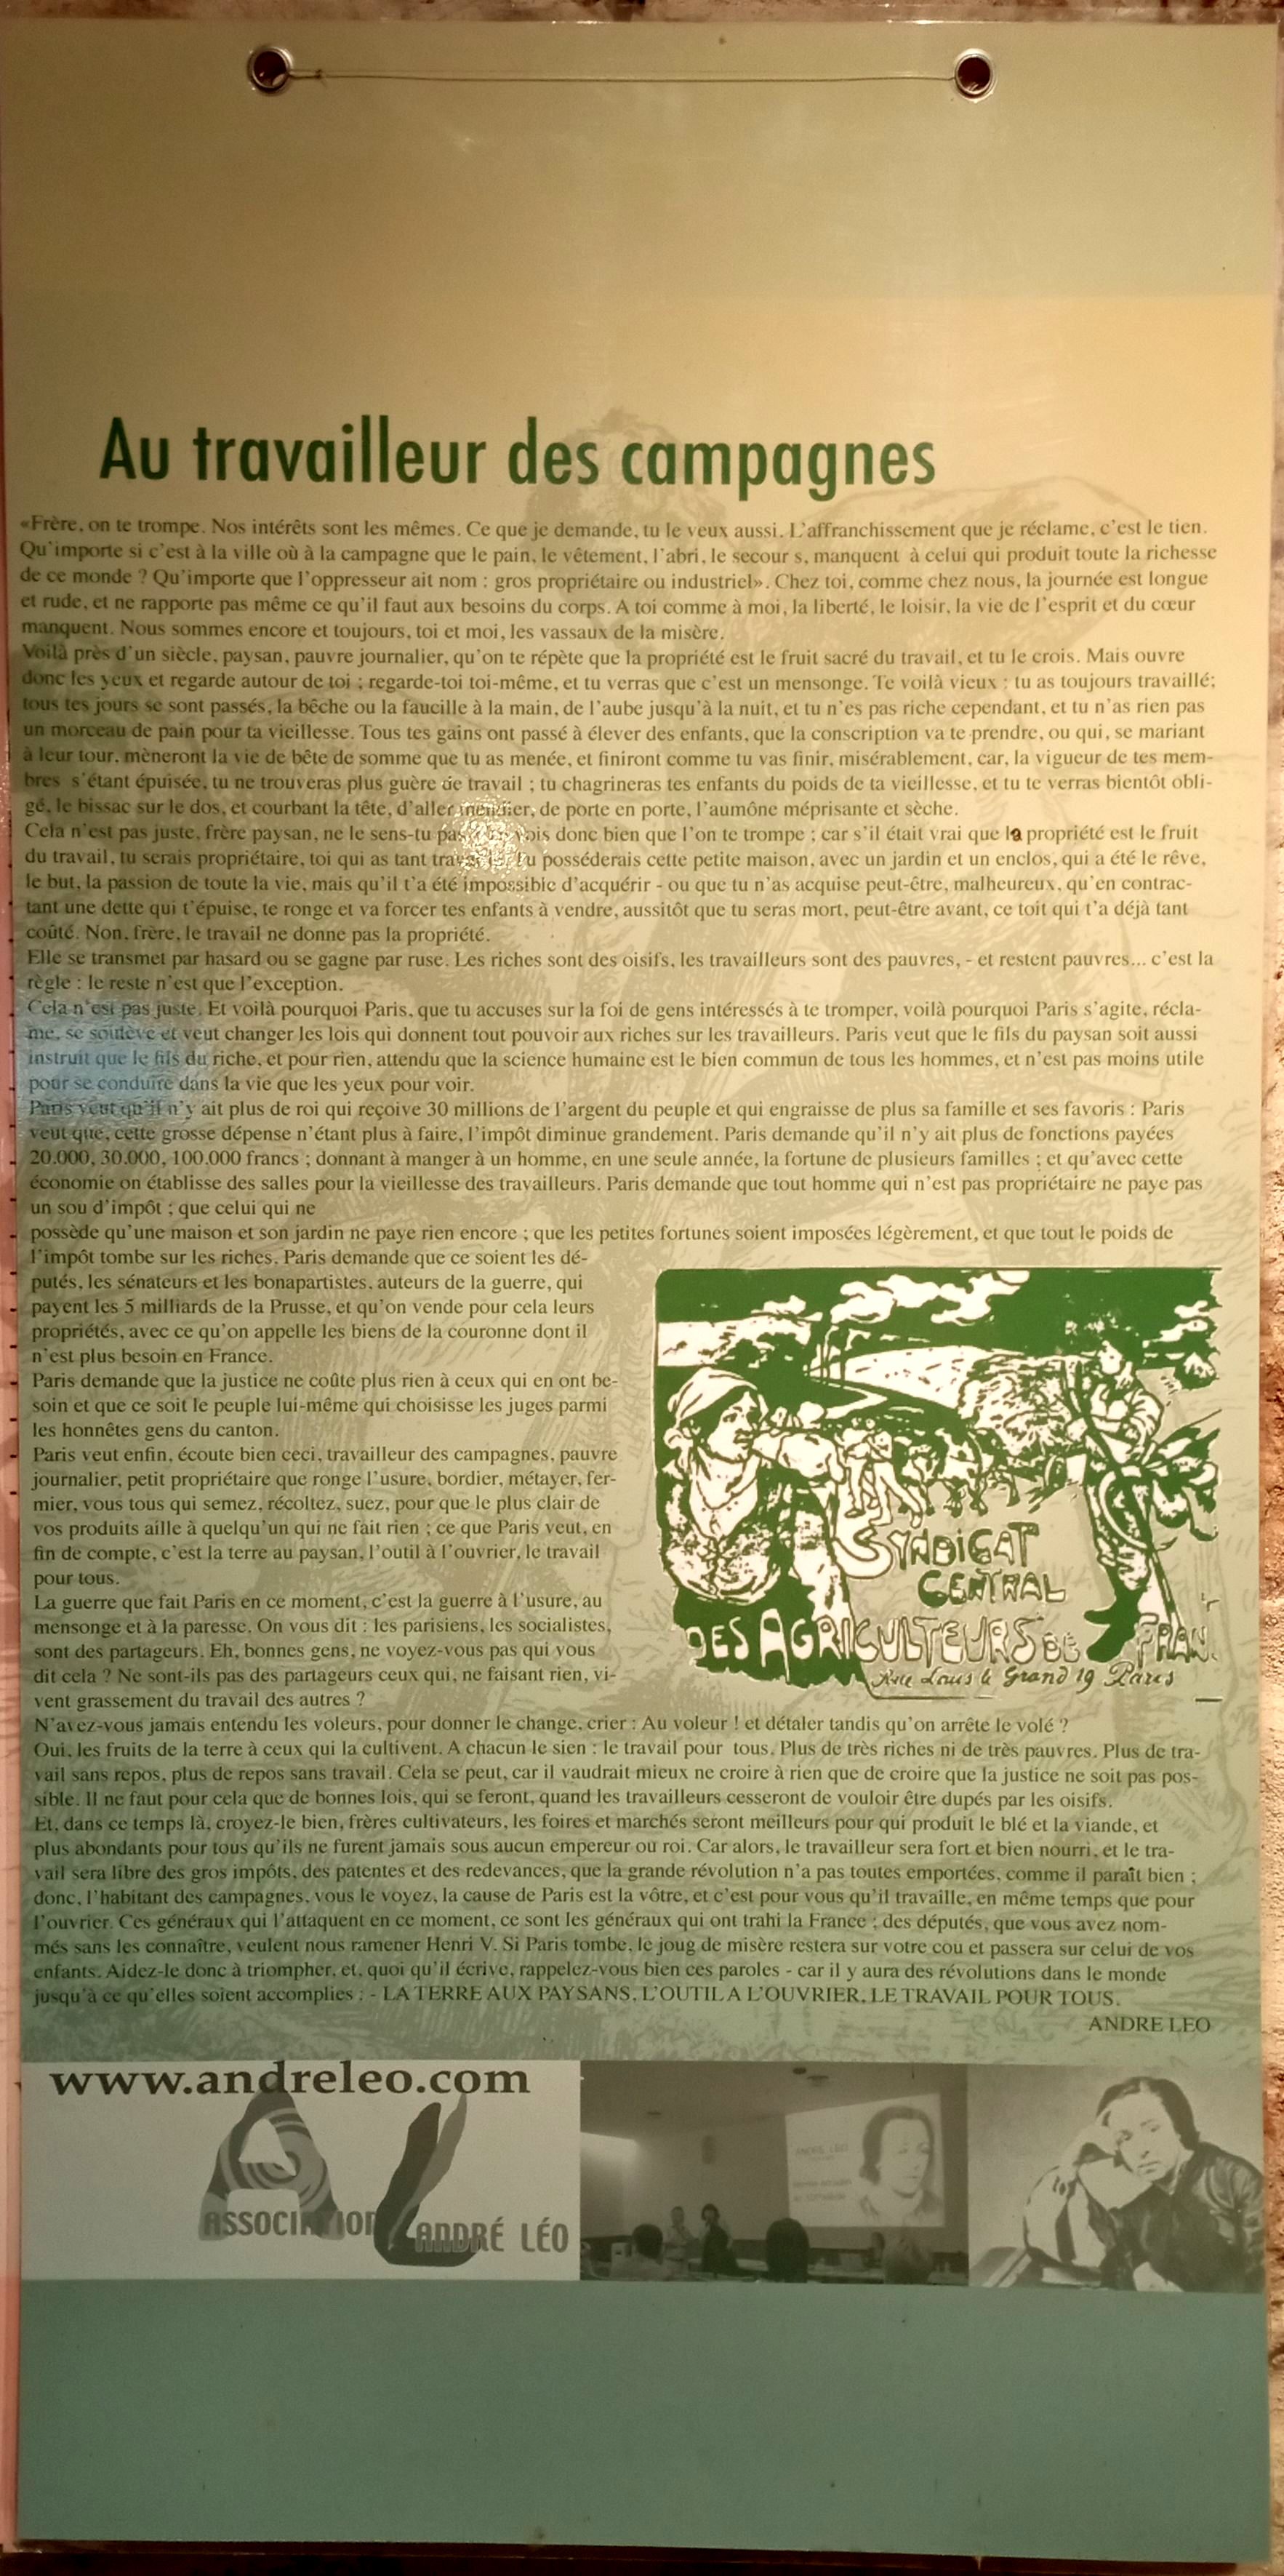 Au travailleur des campagnes
«Frère, on te trompe. Nos intérêts sont les mêmes. Ce que je demande, tu le veux aussi. L'affranchissement que je réclame, c'est le tien.
Qu'importe si c'est à la ville où à la campagne que le pain, le vêtement, l'abri, le secour s, manquent à celui qui produit toute la richesse
de ce monde ? Qu'importe que l'oppresseur ait nom : gros propriétaire ou industriel». Chez toi, comme chez nous, la journée est longue
et rude, et ne rapporte pas même ce qu'il faut aux besoins du corps. A toi comme à moi, la liberté, le loisir, la vie de l'esprit et du cœur
manquent. Nous sommes encore et toujours, toi et moi, les vassaux de la misère.
Voilà près d'un siècle, paysan, pauvre journalier, qu'on te répète que la propriété est le fruit sacré du travail, et tu le crois. Mais ouvre
donc les yeux et regarde autour de toi ; regarde-toi toi-même, et tu verras que c'est un mensonge. Te voilà vieux ; tu as toujours travaillé;
tous tes jours se sont passés, la bêche ou la faucille à la main, de l'aube jusqu'à la nuit, et tu n'es pas riche cependant, et tu n'as rien pas
un morceau de pain pour ta vieillesse. Tous tes gains ont passé à élever des enfants, que la conscription va te prendre, ou qui, se mariant
à leur tour, mèneront la vie de bête de somme que tu as menée, et finiront comme tu vas finir, misérablement, car, la vigueur de tes mem-
bres s'étant épuisée, tu ne trouveras plus guère de travail ; tu chagrineras tes enfants du poids de ta vieillesse, et tu te verras bientôt obli-
gé, le bissac sur le dos, et courbant la tête, d'aller mendier, de porte en porte, l'aumône méprisante et sèche.
Cela n'est pas juste, frère paysan, ne le sens-tu pas donc bien que l'on te trompe ; car s'il était vrai que la propriété est le fruit
du travail, tu serais propriétaire, toi qui as tant Tu posséderais cette petite maison, avec un jardin et un enclos, qui a été le rêve,
le but, la passion de toute la vie, mais qu'il t'a été impossible d'acquérir - ou que tu n'as acquise peut-être, malheureux, qu'en contrac-
tant une dette qui t'épuise, te ronge et va forcer tes enfants à vendre, aussitôt que tu seras mort, peut-être avant, ce toit qui t'a déjà tant
coûté. Non, frère, le travail ne donne pas la propriété.
Elle se transmet par hasard ou se gagne par ruse. Les riches sont des oisifs, les travailleurs sont des pauvres, - et restent pauvres... c'est la
règle : le reste n'est que l'exception.
Cela n'est pas juste. Et voilà pourquoi Paris, que tu accuses sur la foi de gens intéressés à te tromper, voilà pourquoi Paris s'agite, récla-
me, se soulève et veut changer les lois qui donnent tout pouvoir aux riches sur les travailleurs. Paris veut que le fils du paysan soit aussi
instruit que le fils du riche, et pour rien, attendu que la science humaine est le bien commun de tous les hommes, et n'est pas moins utile
pour se conduire dans la vie que les yeux pour voir.
Paris veut qu'il n'y ait plus de roi qui reçoive 30 millions de l'argent du peuple et qui engraisse de plus sa famille et ses favoris : Paris
veut que, cette grosse dépense n'étant plus à faire, l'impôt diminue grandement. Paris demande qu'il n'y ait plus de fonctions payées
20.000, 30.000, 100.000 francs ; donnant à manger à un homme, en une seule année, la fortune de plusieurs familles ; et qu'avec cette
économie on établisse des salles pour la vieillesse des travailleurs. Paris demande que tout homme qui n'est pas propriétaire ne paye pas
un sou d'impôt ; que celui qui ne
possède qu'une maison et son jardin ne paye rien encore ; que les petites fortunes soient imposées légèrement, et que tout le poids de
l'impôt tombe sur les riches. Paris demande que ce soient les dé-
putés, les sénateurs et les bonapartistes, auteurs de la guerre, qui
payent les 5 milliards de la Prusse, et qu'on vende pour cela leurs
propriétés, avec ce qu'on appelle les biens de la couronne dont il
n'est plus besoin en France.
Paris demande que la justice ne coûte plus rien à ceux qui en ont be-
soin et que ce soit le peuple lui-même qui choisisse les juges parmi
les honnêtes gens du canton.
Paris veut enfin, écoute bien ceci, travailleur des campagnes, pauvre
journalier, petit propriétaire que ronge l'usure, bordier, métayer, fer-
mier, vous tous qui semez, récoltez, suez, pour que le plus clair de
vos produits aille à quelqu'un qui ne fait rien ; ce que Paris veut, en
fin de compte, c'est la terre au paysan, l'outil à l'ouvrier, le travail
pour tous.
La guerre que fait Paris en ce moment, c'est la guerre à l'usure, au
mensonge et à la paresse. On vous dit : les parisiens, les socialistes,
sont des partageurs. Eh, bonnes gens, ne voyez-vous pas qui vous
dit cela ? Ne sont-ils pas des partageurs ceux qui, ne faisant rien, vi-
vent grassement du travail des autres ?
SYNDICAT
CENTRAL
DES AGRICULTEURS DE FRAN.
Rue Louis le Grand 19 Paris
N'avez-vous jamais entendu les voleurs, pour donner le change, crier : Au voleur ! et détaler tandis qu'on arrête le volé ?
Oui, les fruits de la terre à ceux qui la cultivent. A chacun le sien : le travail pour tous. Plus de très riches ni de très pauvres. Plus de tra-
vail sans repos, plus de repos sans travail. Cela se peut, car il vaudrait mieux ne croire à rien que de croire que la justice ne soit pas pos-
sible. Il ne faut pour cela que de bonnes lois, qui se feront, quand les travailleurs cesseront de vouloir être dupés par les oisifs.
Et, dans ce temps là, croyez-le bien, frères cultivateurs, les foires et marchés seront meilleurs pour qui produit le blé et la viande, et
plus abondants pour tous qu'ils ne furent jamais sous aucun empereur ou roi. Car alors, le travailleur sera fort et bien nourri, et le tra-
vail sera libre des gros impôts, des patentes et des redevances, que la grande révolution n'a pas toutes emportées, comme il paraît bien ;
donc, l'habitant des campagnes, vous le voyez, la cause de Paris est la vôtre, et c'est pour vous qu'il travaille, en même temps que pour
l'ouvrier. Ces généraux qui l'attaquent en ce moment, ce sont les généraux qui ont trahi la France ; des députés, que vous avez nom-
més sans les connaître, veulent nous ramener Henri V. Si Paris tombe, le joug de misère restera sur votre cou et passera sur celui de vos
enfants. Aidez-le donc à triompher, et, quoi qu'il écrive, rappelez-vous bien ces paroles - car il y aura des révolutions dans le monde
jusqu'à ce qu'elles soient accomplies : - LA TERRE AUX PAYSANS, L'OUTIL A L'OUVRIER, LE TRAVAIL POUR TOUS.
ANDRE LEO
www.andreleo.com
ASSOCIATION ANDRÉ LÉO
ANDRÉ LÉO